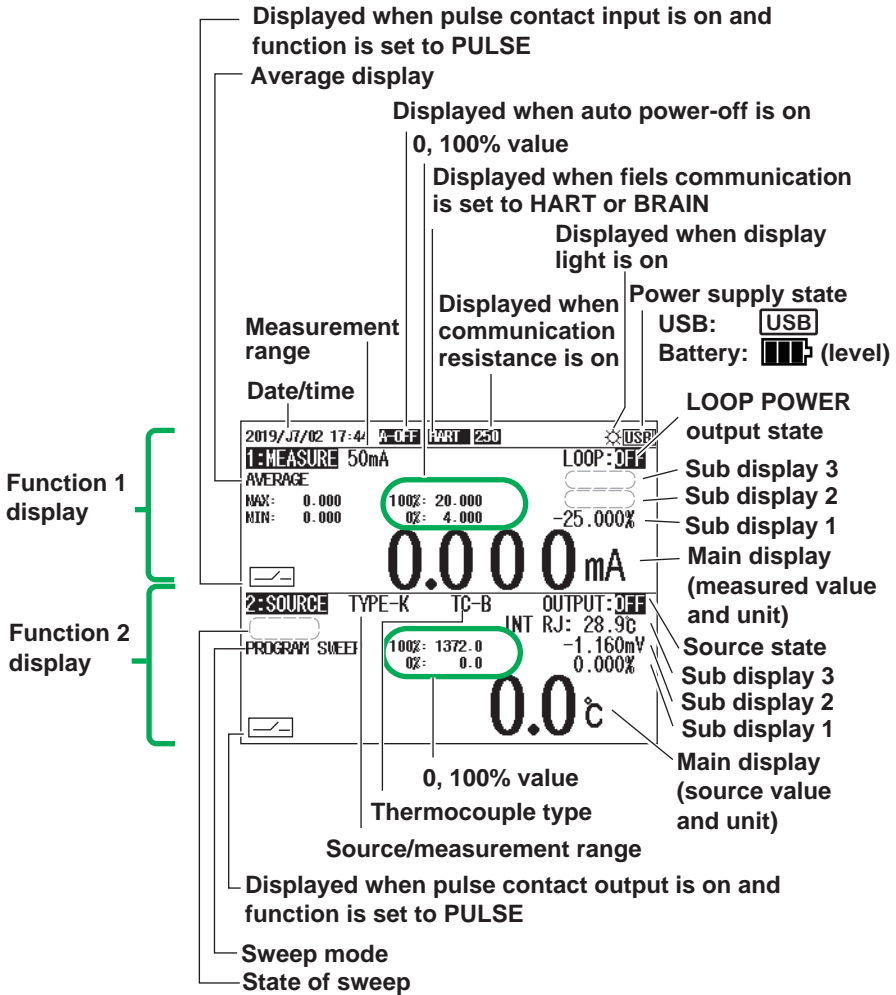 Displayed when pulse contact input is on and
function is set to PULSE
Average display
Displayed when auto power-off is on
0, 100% value
Displayed when fiels communication
is set to HART or BRAIN
Displayed when display
light is on
Power supply state
USB: USB
Battery: (level)
Displayed when
communication
resistance is on
Measurement
range
Date/time
LOOP POWER
output state
Sub display 3
Sub display 2
Sub display 1
Main display
(measured value
and unit)
Function 1
display
2019/07/02 17:44 A-OFF HART 250 USB
1:MEASURE 50mA LOOP:OFF
AVERAGE
MAX: 0.000 100%: 20.000
MIN: 0.000 0%: 4.000 -25.000%
0.000 mA
Function 2
display
2:SOURCE TYPE-K TC-B OUTPUT:OFF
INT RJ: 28.9℃
PROGRAM SWEEP 100%: 1372.0 -1.160mV
0%: 0.0 0.000%
0.0 ℃
Source state
Sub display 3
Sub display 2
Sub display 1
Main display
(source value
and unit)
0, 100% value
Thermocouple type
Source/measurement range
Displayed when pulse contact output is on and
function is set to PULSE
Sweep mode
State of sweep